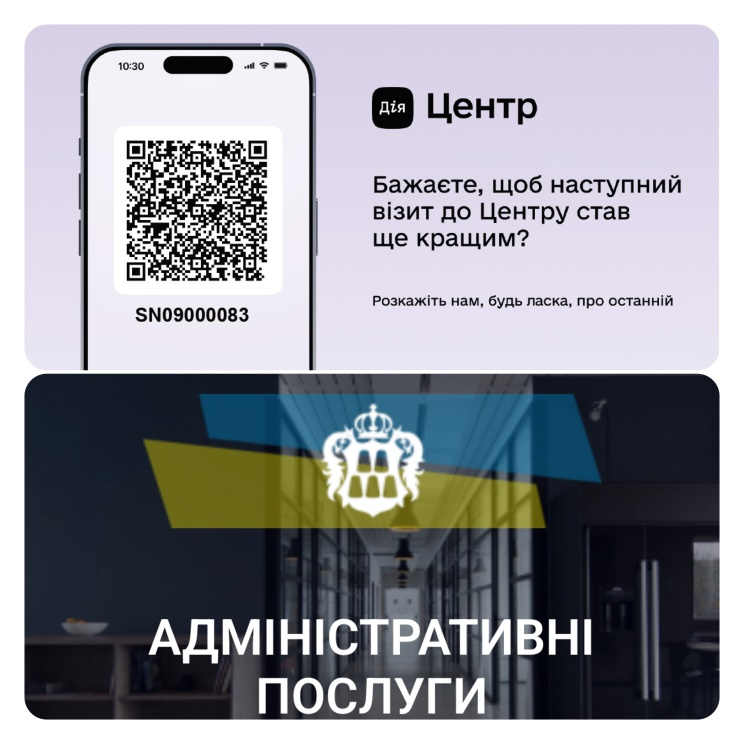 10:30
SN09000083
Дія Центр
Бажаєте, щоб наступний
візит до Центру став
ще кращим?
Розкажіть нам, будь ласка, про останній
АДМІНІСТРАТИВНІ
ПОСЛУГИ